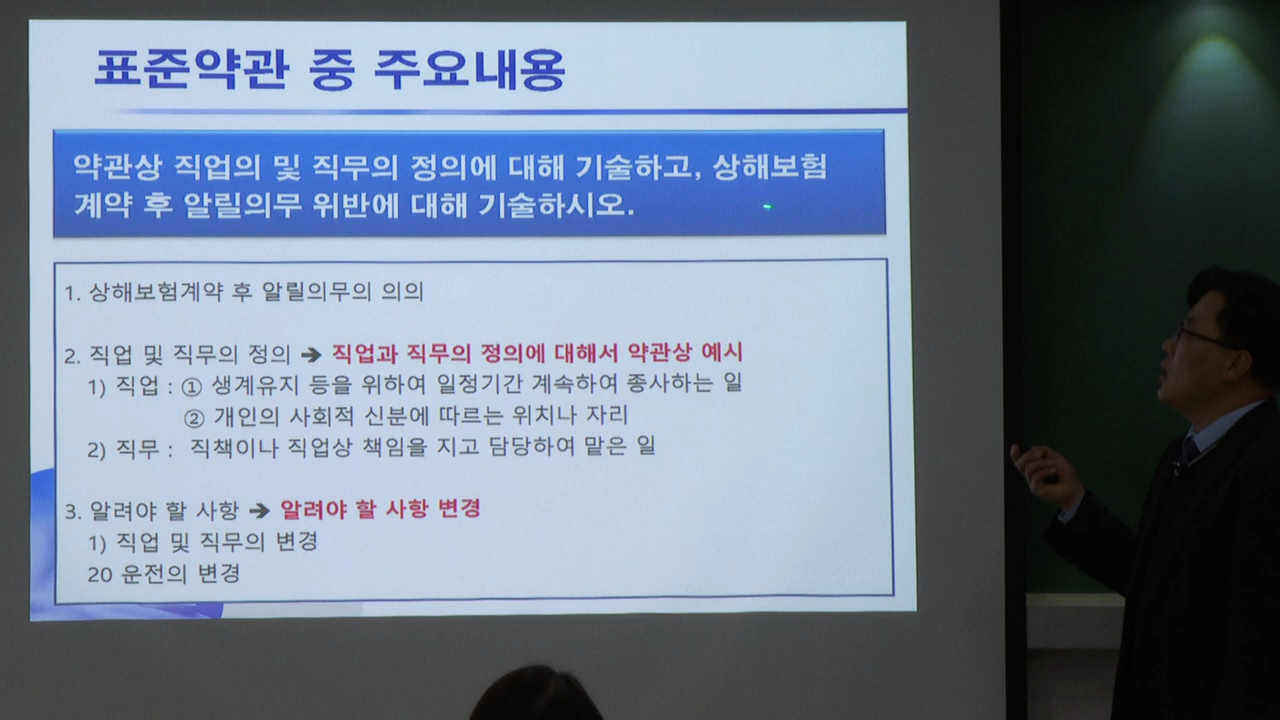 표준약관 중 주요내용
약관상 직업의 및 직무의 정의에 대해 기술하고, 상해보험
계약 후 알릴의무 위반에 대해 기술하시오.
1. 상해보험계약 후 알릴의무의 의의
2. 직업 및 직무의 정의 ➔ 직업과 직무의 정의에 대해서 약관상 예시
1) 직업 : ① 생계유지 등을 위하여 일정기간 계속하여 종사하는 일
② 개인의 사회적 신분에 따르는 위치나 자리
2) 직무 : 직책이나 직업상 책임을 지고 담당하여 맡은 일
3. 알려야 할 사항 ➔ 알려야 할 사항 변경
1) 직업 및 직무의 변경
20 운전의 변경